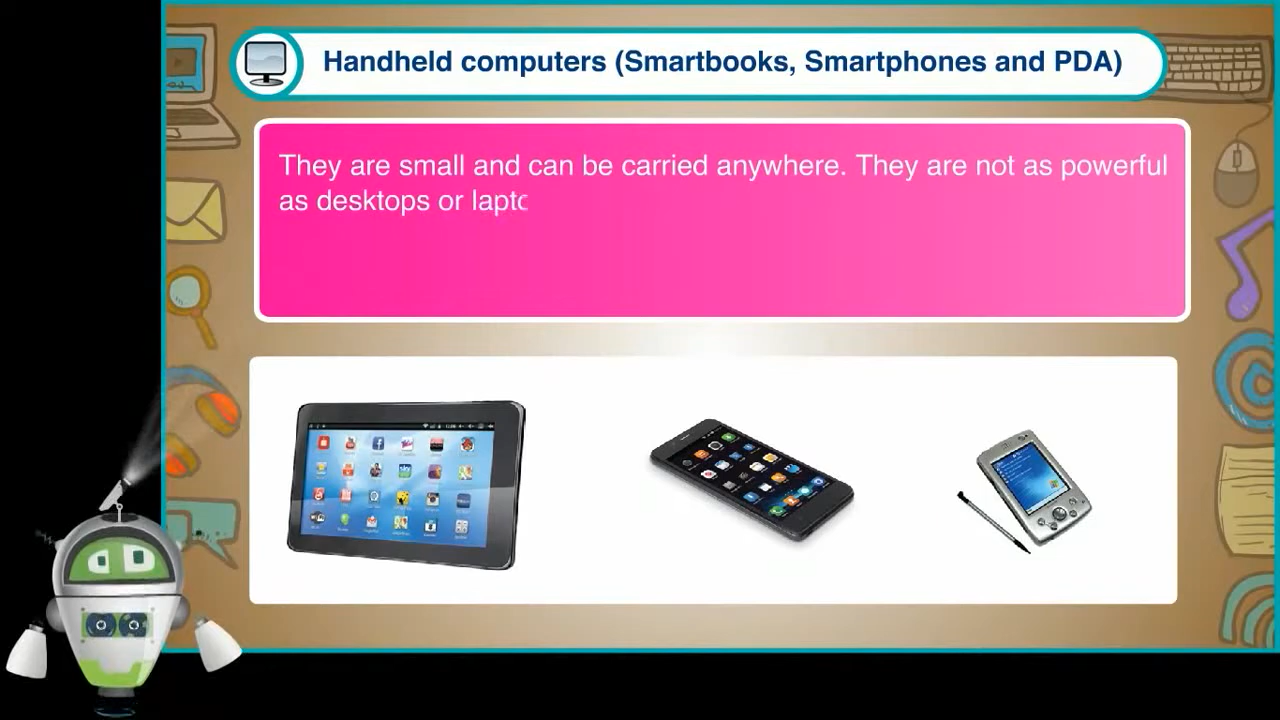 Handheld computers (Smartbooks, Smartphones and PDA)
They are small and can be carried anywhere. They are not as powerful
as desktops or laptc